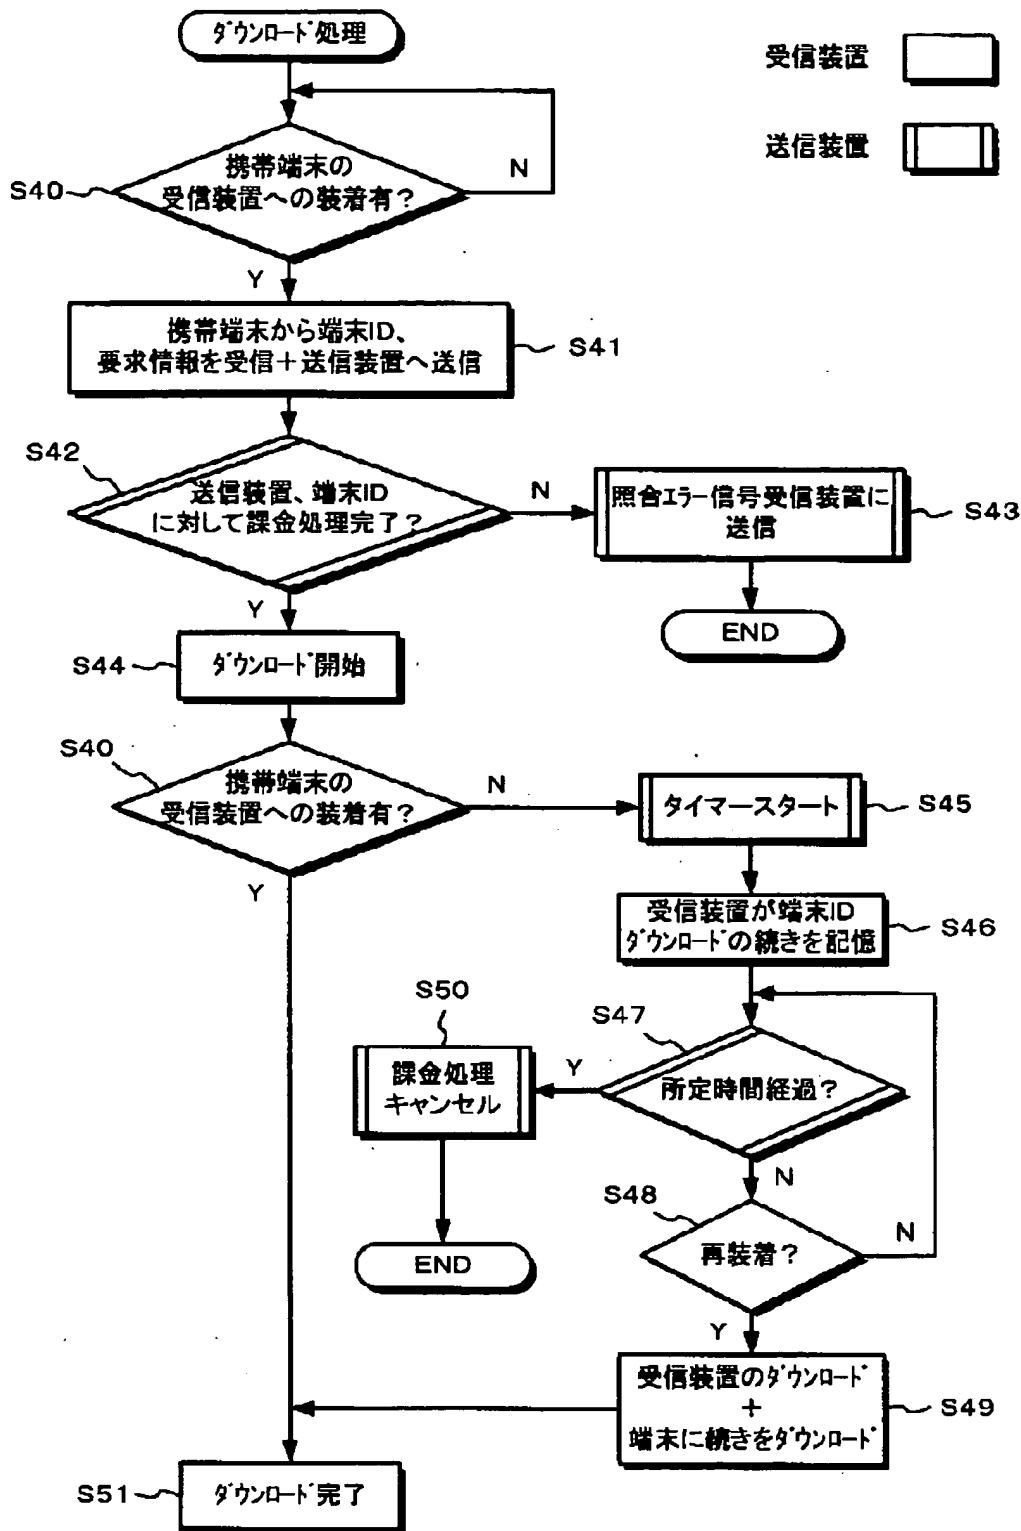 ダウンロード処理
受信装置
送信装置
S40
携帯端末の
受信装置への装着有？
N
Y
携帯端末から端末ID、
要求情報を受信＋送信装置へ送信
S41
S42
送信装置、端末ID
に対して課金処理完了？
N
照合エラー信号受信装置に
送信
S43
Y
END
S44
ダウンロード開始
S40
携帯端末の
受信装置への装着有？
N
タイマースタート
S45
Y
受信装置が端末ID
ダウンロードの続きを記憶
S46
S50
S47
課金処理
キャンセル
Y
所定時間経過？
N
S48
再装着？
N
END
Y
受信装置のダウンロード
＋
端末に続きをダウンロード
S49
S51
ダウンロード完了